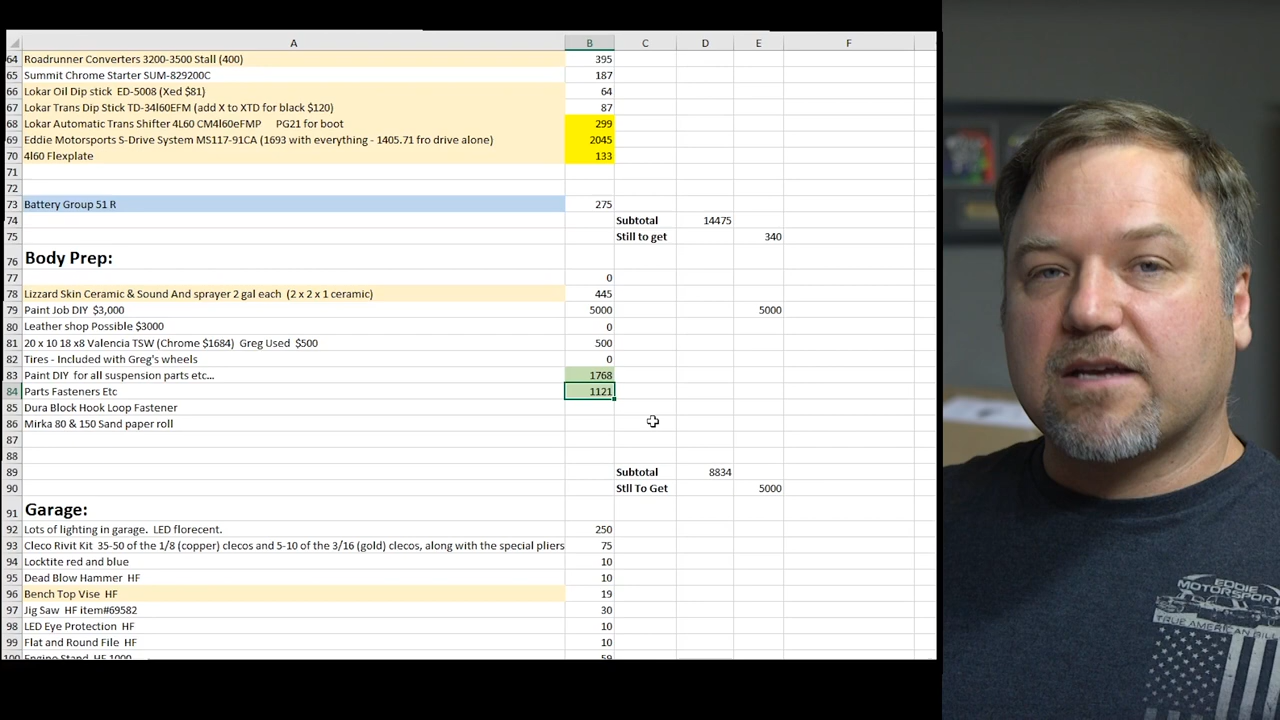 A B C D E F
64 Roadrunner Converters 3200-3500 Stall (400) 395
65 Summit Chrome Starter SUM-829200C 187
66 Lokar Oil Dip stick ED-5008 (Xed $81) 64
67 Lokar Trans Dip Stick TD-34l60EFM (add X to XTD for black $120) 87
68 Lokar Automatic Trans Shifter 4L60 CM4l60eFMP PG21 for boot 299
69 Eddie Motorsports S-Drive System MS117-91CA (1693 with everything - 1405.71 fro drive alone) 2045
70 4l60 Flexplate 133
71
72
73 Battery Group 51 R 275
74 Subtotal 14475
75 Still to get 340
76 Body Prep:
77 0
78 Lizzard Skin Ceramic & Sound And sprayer 2 gal each (2 x 2 x 1 ceramic) 445
79 Paint Job DIY $3,000 5000 5000
80 Leather shop Possible $3000 0
81 20 x 10 18 x8 Valencia TSW (Chrome $1684) Greg Used $500 500
82 Tires - Included with Greg's wheels 0
83 Paint DIY for all suspension parts etc... 1768
84 Parts Fasteners Etc 1121
85 Dura Block Hook Loop Fastener
86 Mirka 80 & 150 Sand paper roll
87
88
89 Subtotal 8834
90 Stll To Get 5000
91 Garage:
92 Lots of lighting in garage. LED florecent. 250
93 Cleco Rivit Kit 35-50 of the 1/8 (copper) clecos and 5-10 of the 3/16 (gold) clecos, along with the special pliers 75
94 Locktite red and blue 10
95 Dead Blow Hammer HF 10
96 Bench Top Vise HF 19
97 Jig Saw HF item#69582 30
98 LED Eye Protection HF 10
99 Flat and Round File HF 10
100 Engine Stand HF 1000 59
EDDIE
MOTORSPORT
TRUE AMERICAN BIL